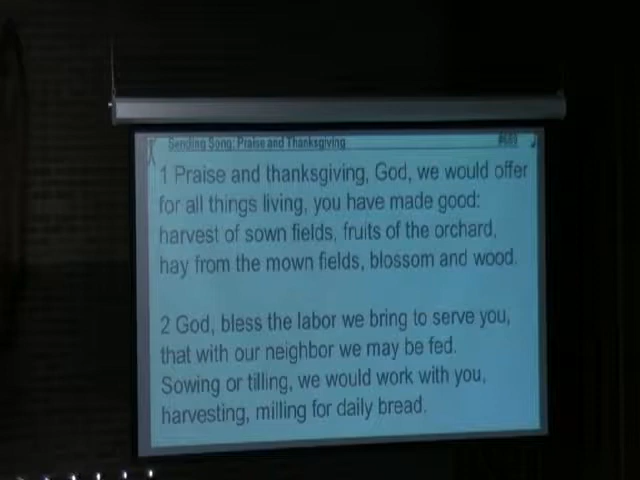 Sending Song: Praise and Thanksgiving #689
1 Praise and thanksgiving, God, we would offer
for all things living, you have made good:
harvest of sown fields, fruits of the orchard,
hay from the mown fields, blossom and wood.
2 God, bless the labor we bring to serve you,
that with our neighbor we may be fed.
Sowing or tilling, we would work with you,
harvesting, milling for daily bread.